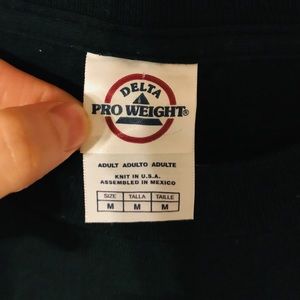 DELTA
PRO WEIGHT®
ADULT ADULTO ADULTE
KNIT IN U.S.A.
ASSEMBLED IN MEXICO
SIZE TALLA TAILLE
M M M